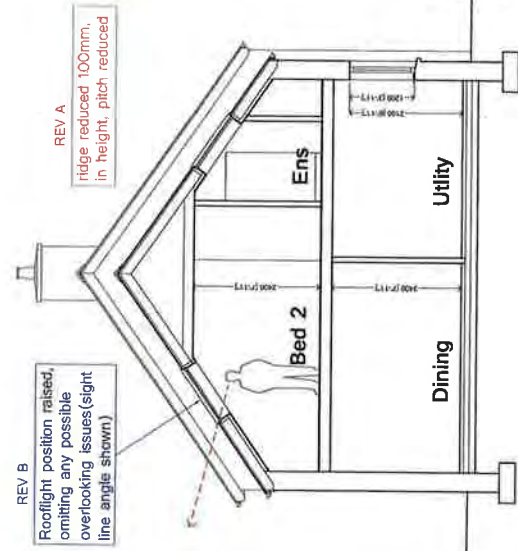 REV A
ridge reduced 100mm,
in height, pitch reduced
REV B
Rooflight position raised,
omitting any possible
overlooking issues(sight
line angle shown)
Bed 2
Ens
Dining
Utlity